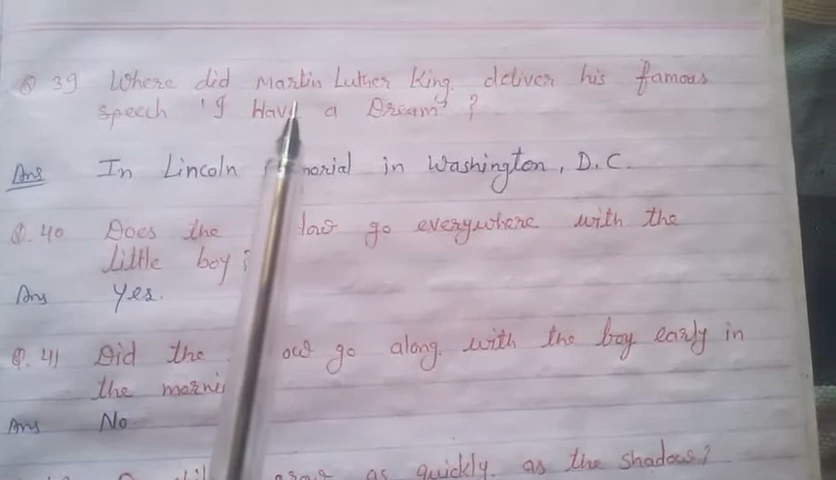 Q 39 Where did Martin Luther King deliver his famous
speech 'I Have a Dream' ?
Ans In Lincoln in Washington, D.C.
Q. 40 Does the go everywhere with the
little boy?
Ans Yes.
Q. 41 Did the go along with the boy early in
the
Ans No.
as quickly as the shadow?